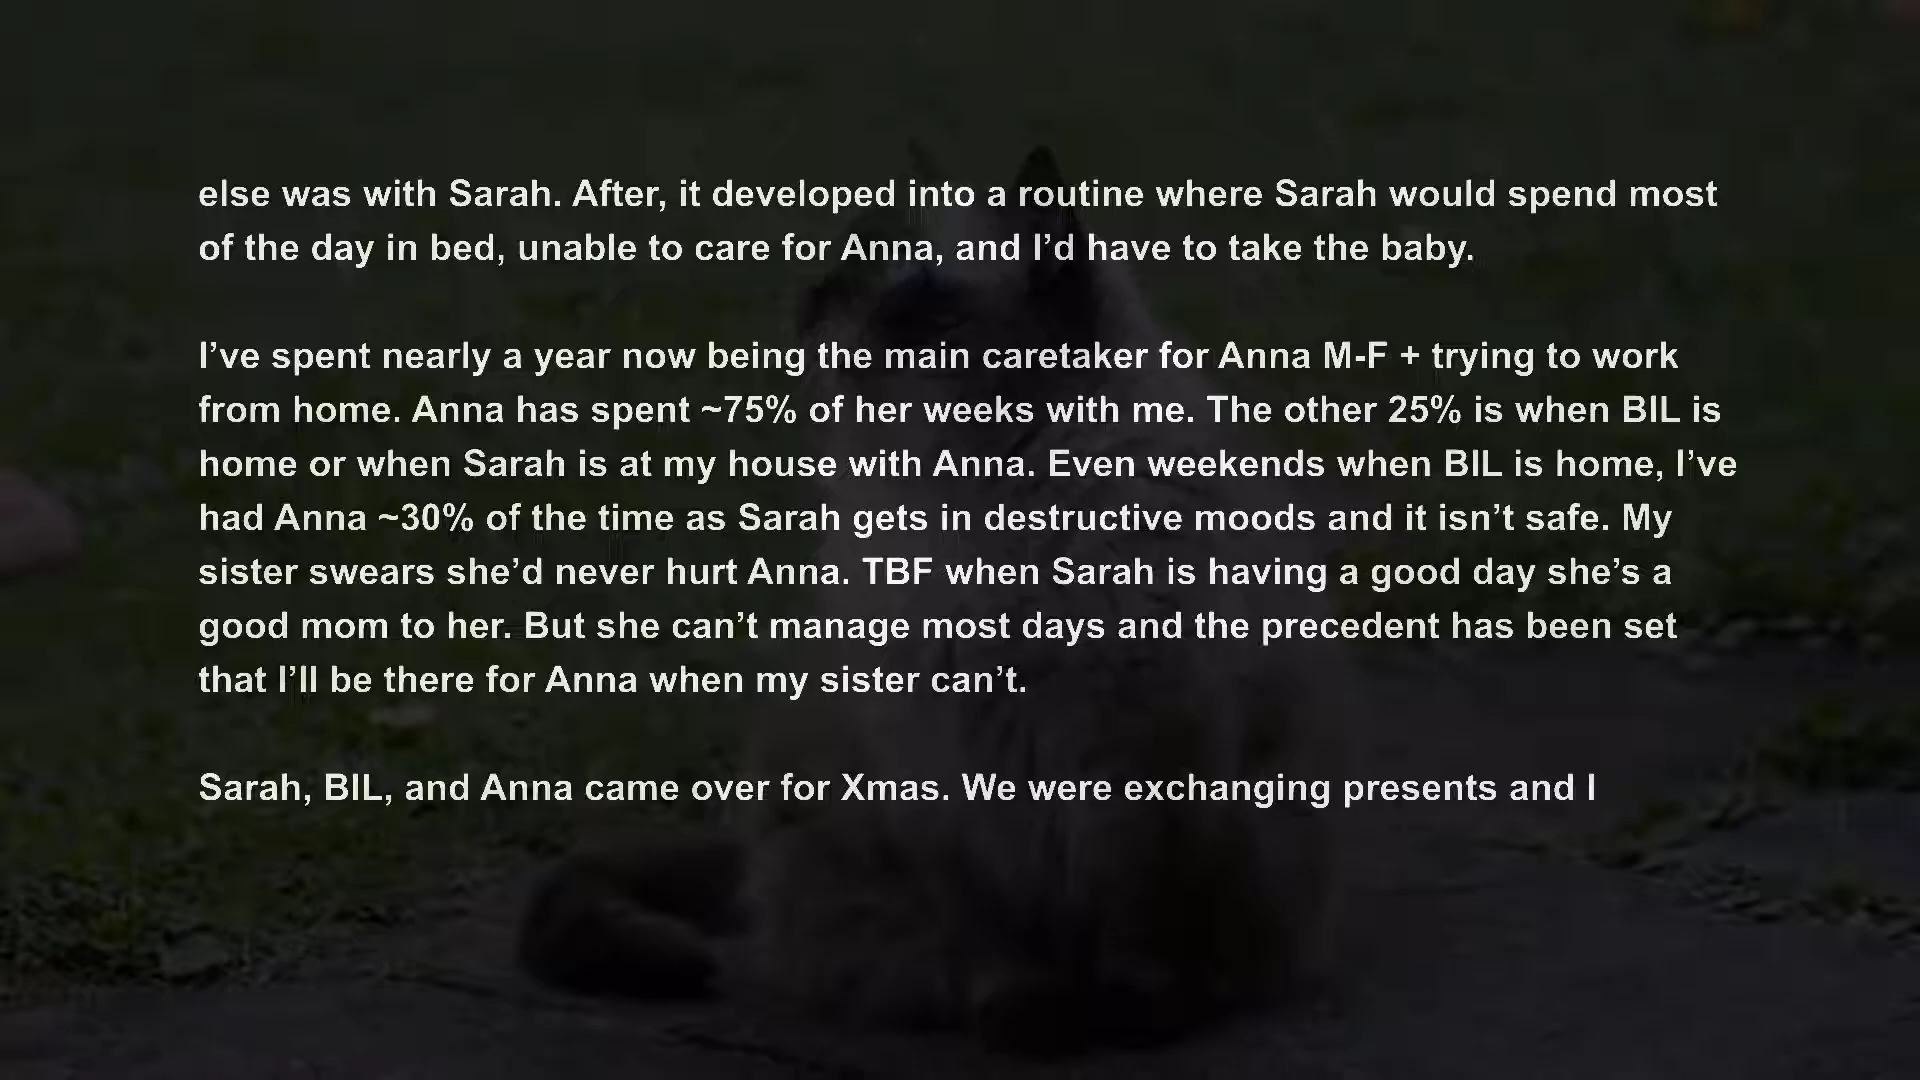 else was with Sarah. After, it developed into a routine where Sarah would spend most
of the day in bed, unable to care for Anna, and I’d have to take the baby.
I’ve spent nearly a year now being the main caretaker for Anna M-F + trying to work
from home. Anna has spent ~75% of her weeks with me. The other 25% is when BIL is
home or when Sarah is at my house with Anna. Even weekends when BIL is home, I’ve
had Anna ~30% of the time as Sarah gets in destructive moods and it isn’t safe. My
sister swears she’d never hurt Anna. TBF when Sarah is having a good day she’s a
good mom to her. But she can’t manage most days and the precedent has been set
that I’ll be there for Anna when my sister can’t.
Sarah, BIL, and Anna came over for Xmas. We were exchanging presents and I